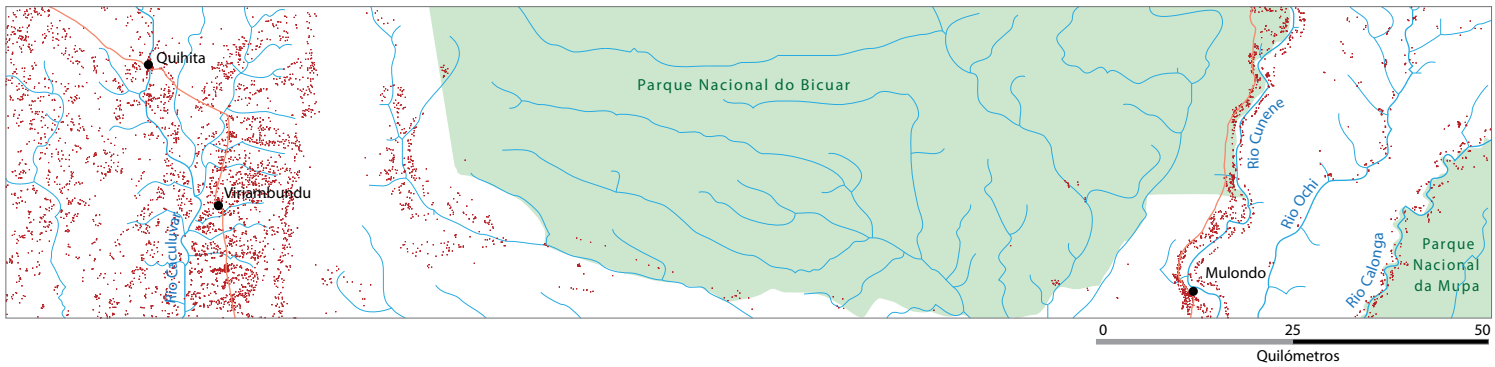 Quihita
Parque Nacional do Bicuar
Viriambundu
Rio Caculuvar
Rio Cunene
Rio Ochi
Rio Calonga
Mulondo
Parque
Nacional
da Mupa
0 25 50
Quilómetros